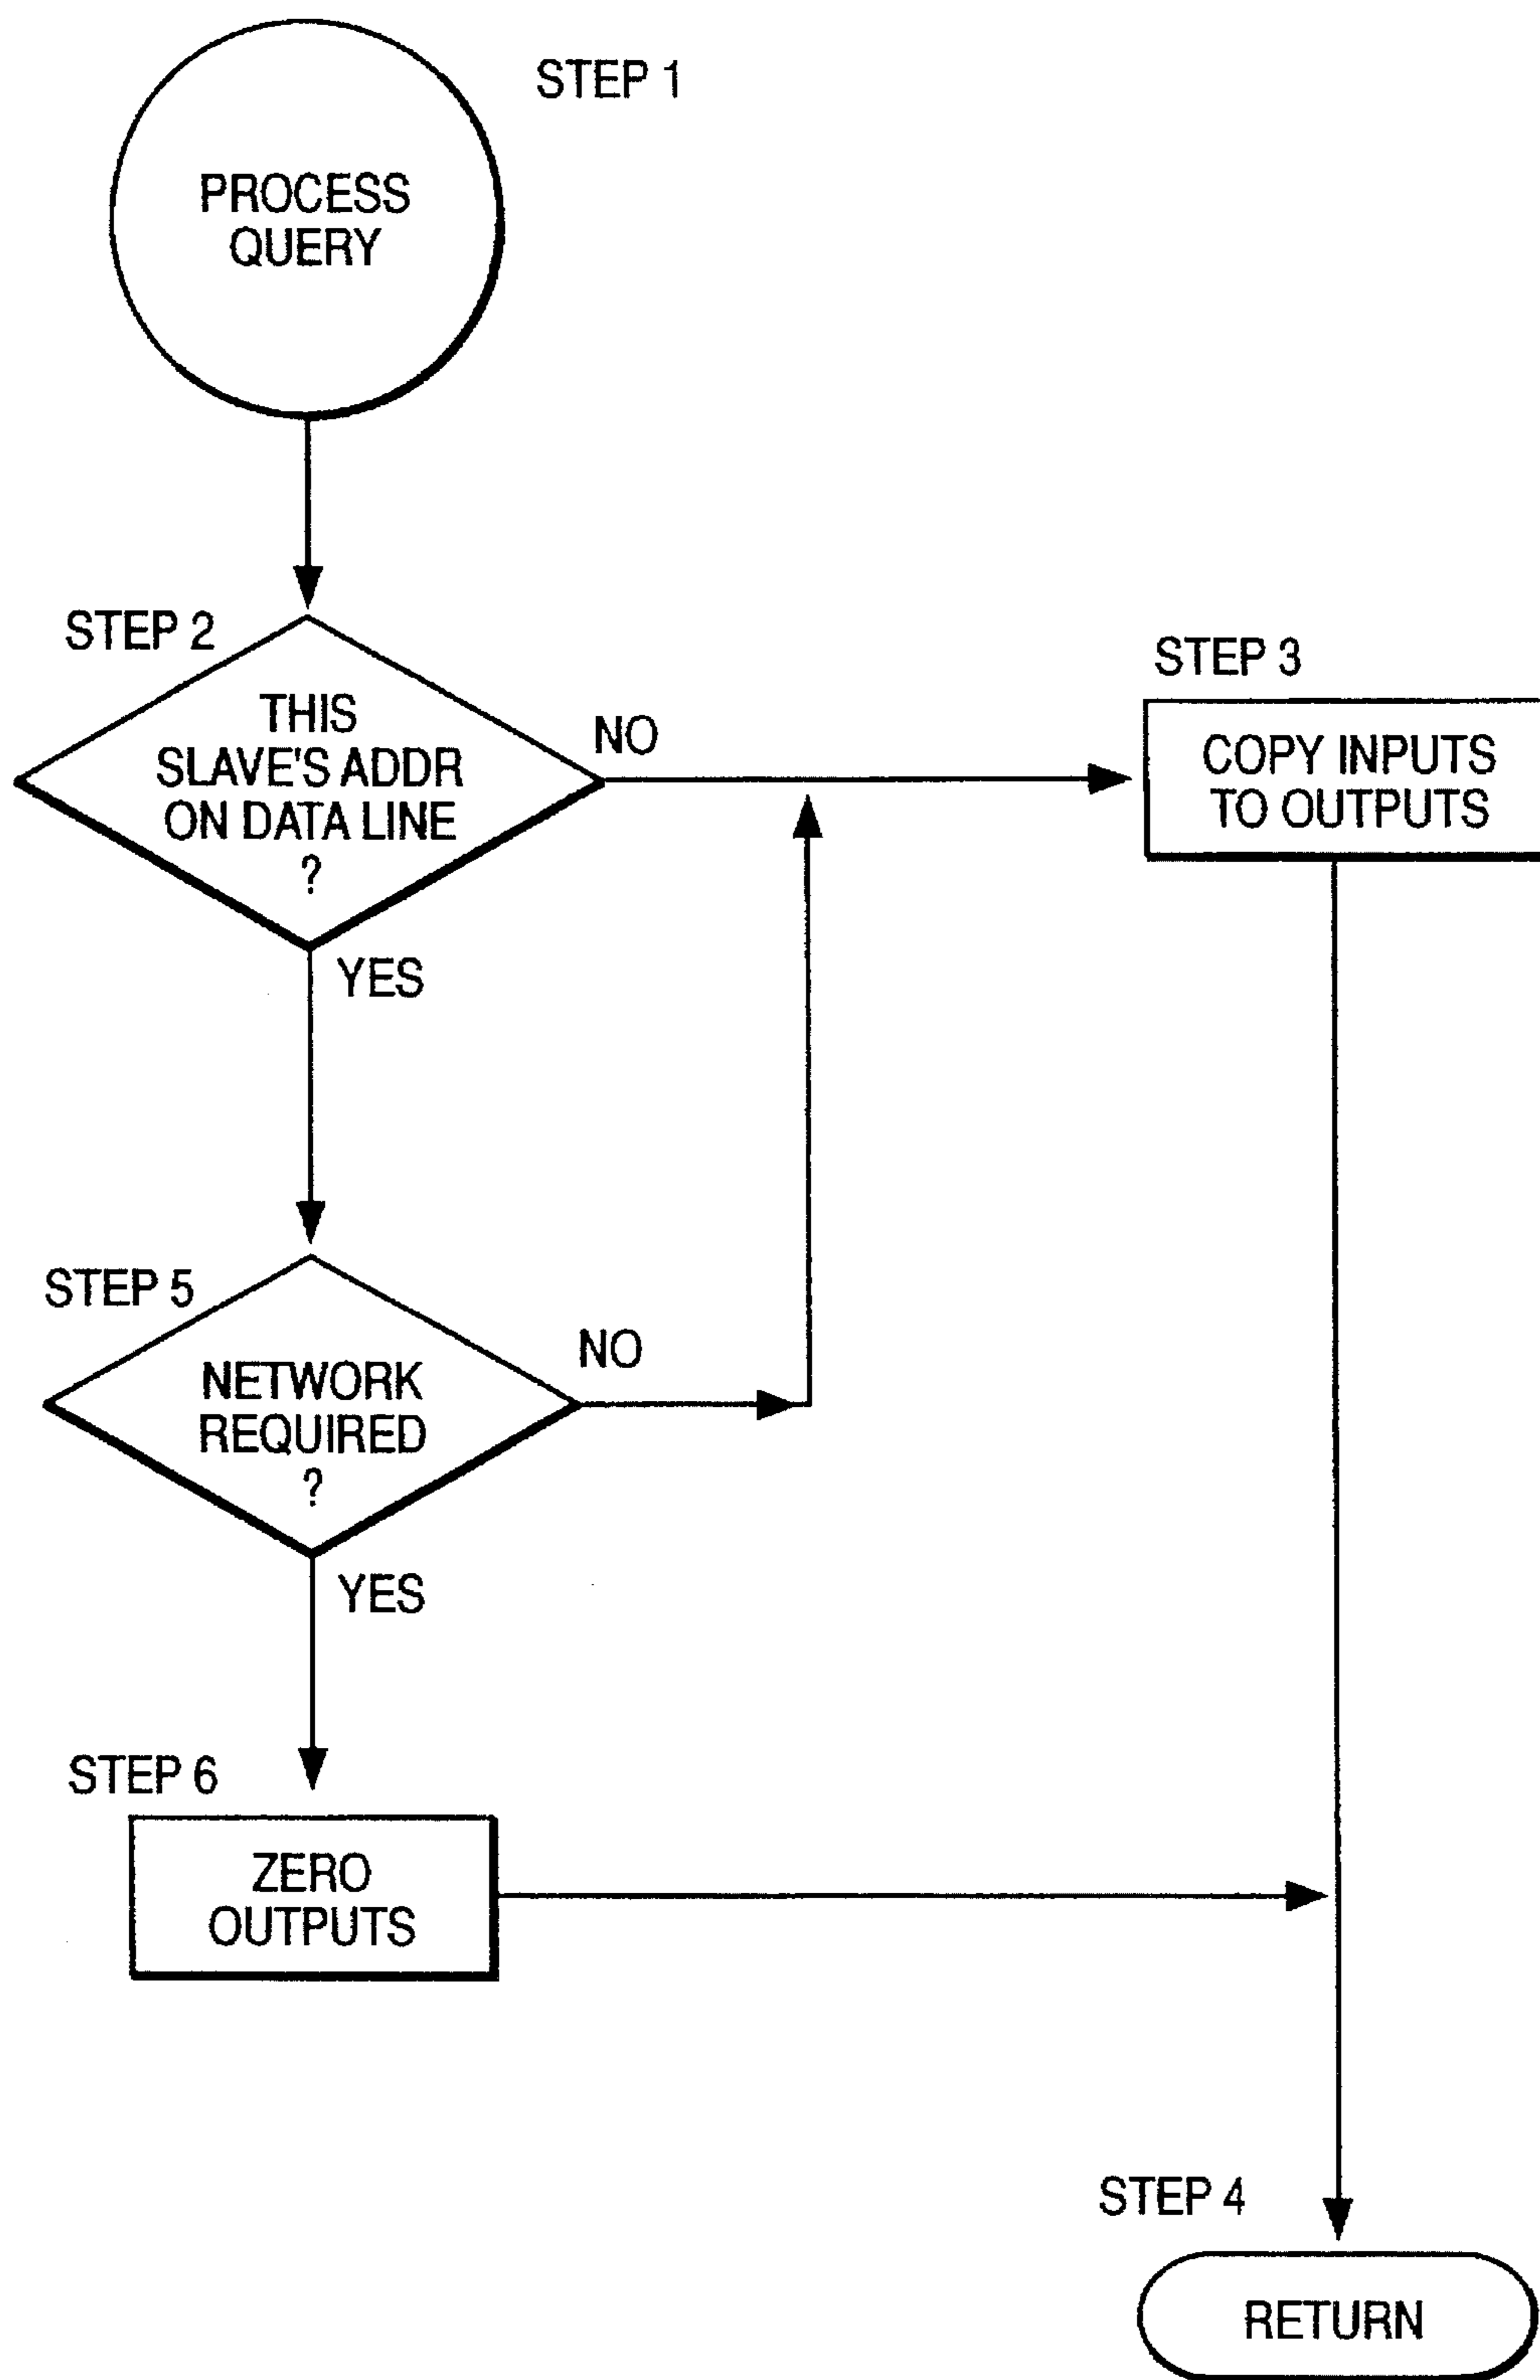 STEP 1
PROCESS
QUERY
STEP 2
THIS
SLAVE'S ADDR
ON DATA LINE
?
NO
YES
STEP 3
COPY INPUTS
TO OUTPUTS
STEP 5
NETWORK
REQUIRED
?
NO
YES
STEP 6
ZERO
OUTPUTS
STEP 4
RETURN